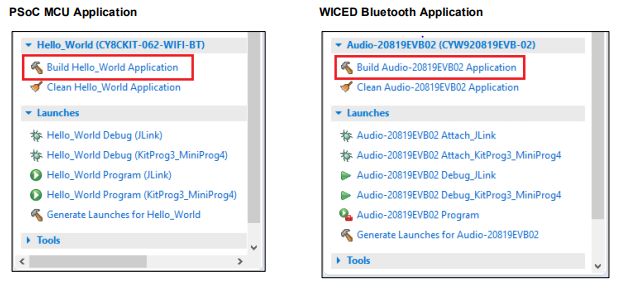 PSoC MCU Application
Hello_World (CY8CKIT-062-WIFI-BT)
Build Hello_World Application
Clean Hello_World Application
Launches
Hello_World Debug (JLink)
Hello_World Debug (KitProg3_MiniProg4)
Hello_World Program (JLink)
Hello_World Program (KitProg3_MiniProg4)
Generate Launches for Hello_World
Tools
WICED Bluetooth Application
Audio-20819EVB02 (CYW920819EVB-02)
Build Audio-20819EVB02 Application
Clean Audio-20819EVB02 Application
Launches
Audio-20819EVB02 Attach_JLink
Audio-20819EVB02 Attach_KitProg3_MiniProg4
Audio-20819EVB02 Debug_JLink
Audio-20819EVB02 Debug_KitProg3_MiniProg4
Audio-20819EVB02 Program
Generate Launches for Audio-20819EVB02
Tools